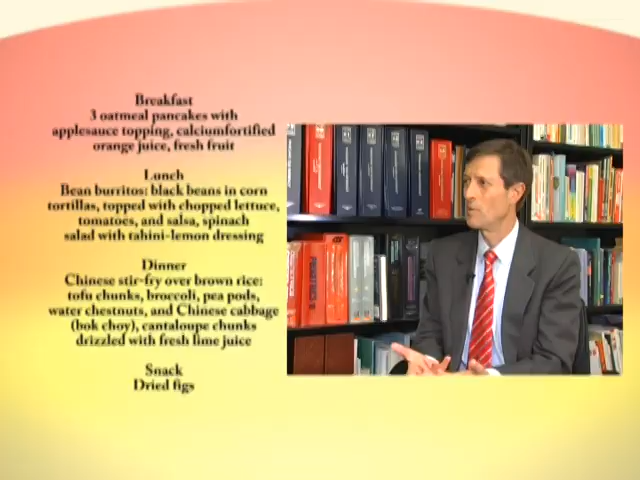 Breakfast
3 oatmeal pancakes with
applesauce topping, calciumfortified
orange juice, fresh fruit
Lunch
Bean burritos: black beans in corn
tortillas, topped with chopped lettuce,
tomatoes, and salsa, spinach
salad with tahini-lemon dressing
Dinner
Chinese stir-fry over brown rice:
tofu chunks, broccoli, pea pods,
water chestnuts, and Chinese cabbage
(bok choy), cantaloupe chunks
drizzled with fresh lime juice
Snack
Dried figs